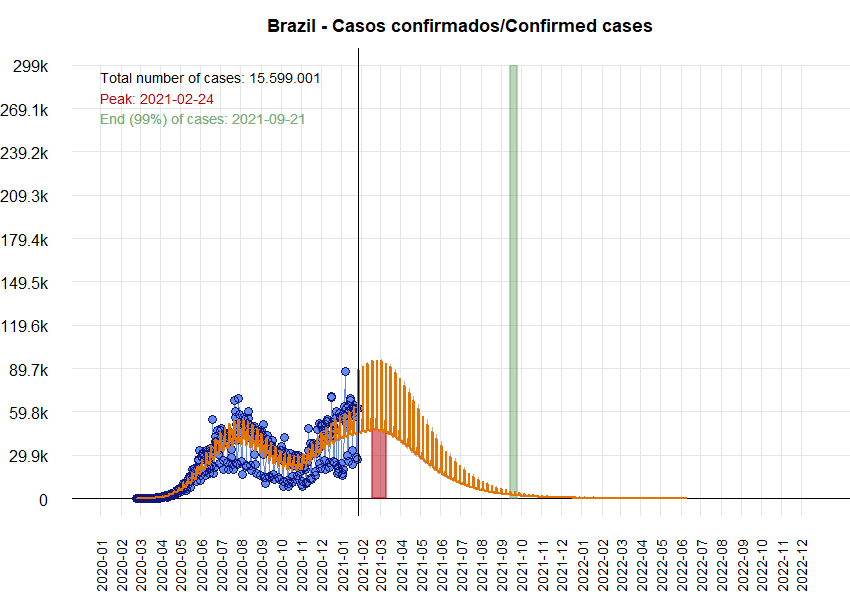 Brazil - Casos confirmados/Confirmed cases
299k
Total number of cases: 15.599.001
Peak: 2021-02-24
269.1k
End (99%) of cases: 2021-09-21
239.2k
209.3k
179.4k
149.5k
119.6k
89.7k
59.8k
29.9k
0
2020-01
2020-02
2020-03
2020-04
2020-05
2020-06
2020-07
2020-08
2020-09
2020-10
2020-11
2020-12
2021-01
2021-02
2021-03
2021-04
2021-05
2021-06
2021-07
2021-08
2021-09
2021-10
2021-11
2021-12
2022-01
2022-02
2022-03
2022-04
2022-05
2022-06
2022-07
2022-08
2022-09
2022-10
2022-11
2022-12